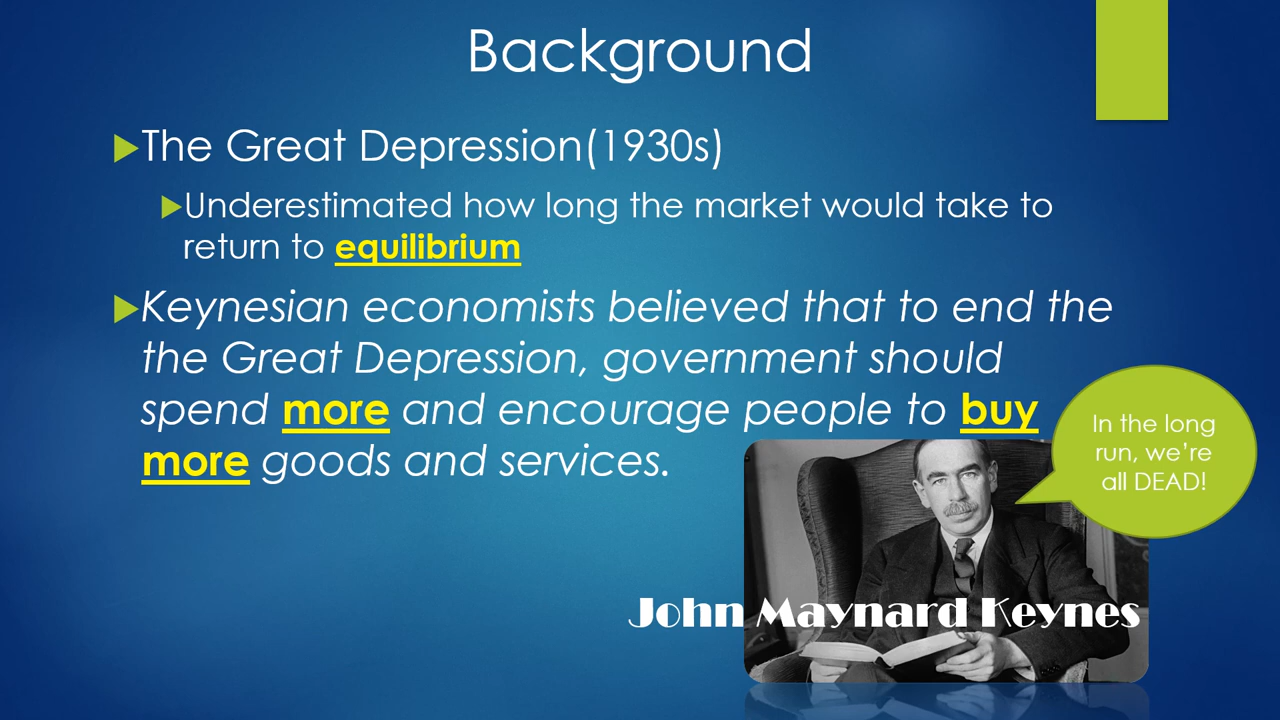 Background
The Great Depression(1930s)
Underestimated how long the market would take to
return to equilibrium
Keynesian economists believed that to end the
the Great Depression, government should
spend more and encourage people to buy
more goods and services.
In the long
run, we're
all DEAD!
John Maynard Keynes